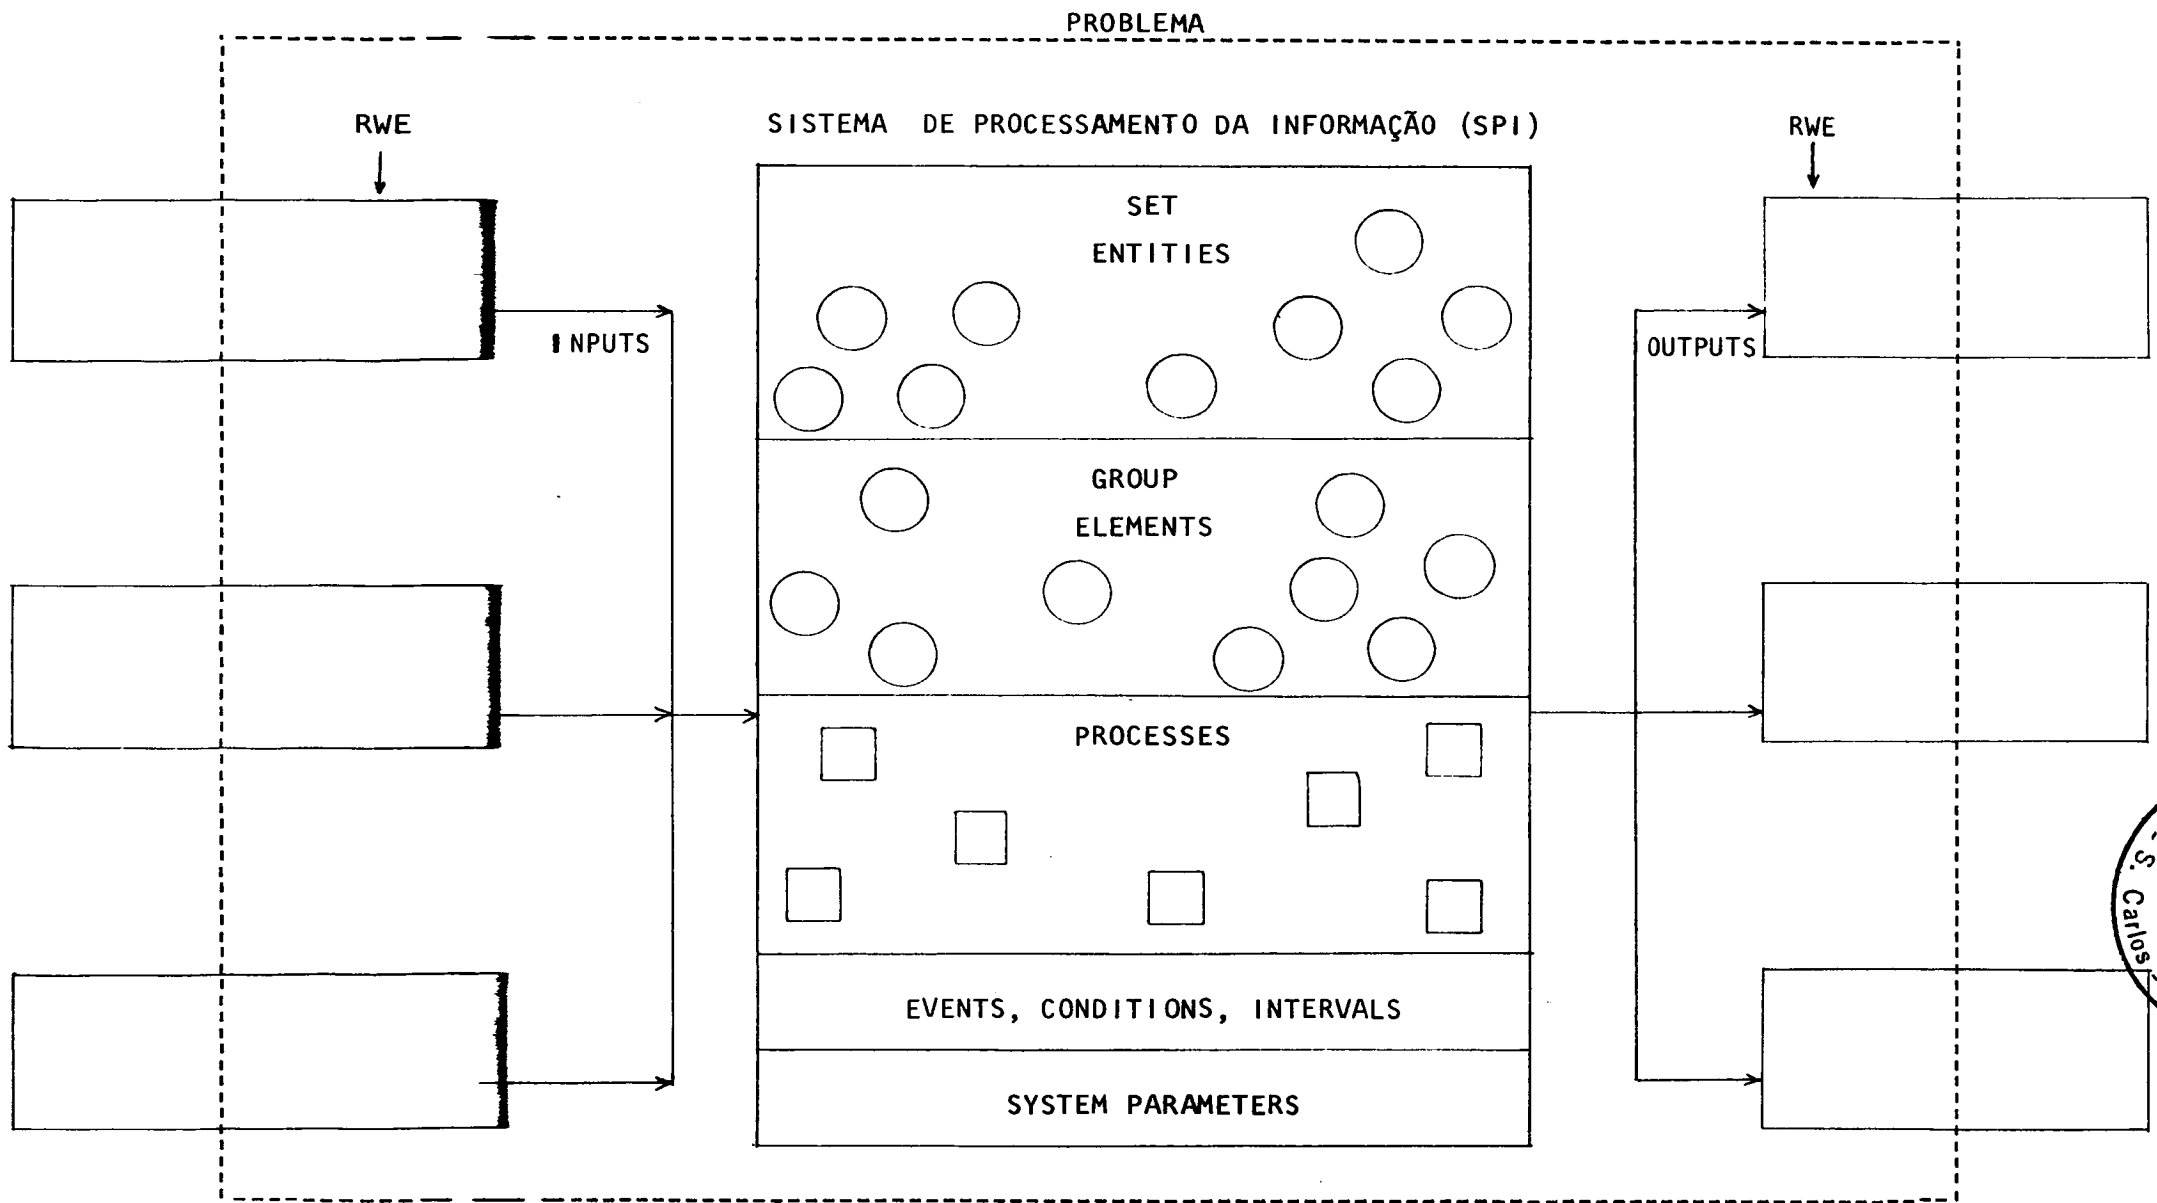 PROBLEMA
RWE
SISTEMA DE PROCESSAMENTO DA INFORMAÇÃO (SPI)
RWE
SET
ENTITIES
INPUTS
OUTPUTS
GROUP
ELEMENTS
PROCESSES
- S. Carlos
EVENTS, CONDITIONS, INTERVALS
SYSTEM PARAMETERS